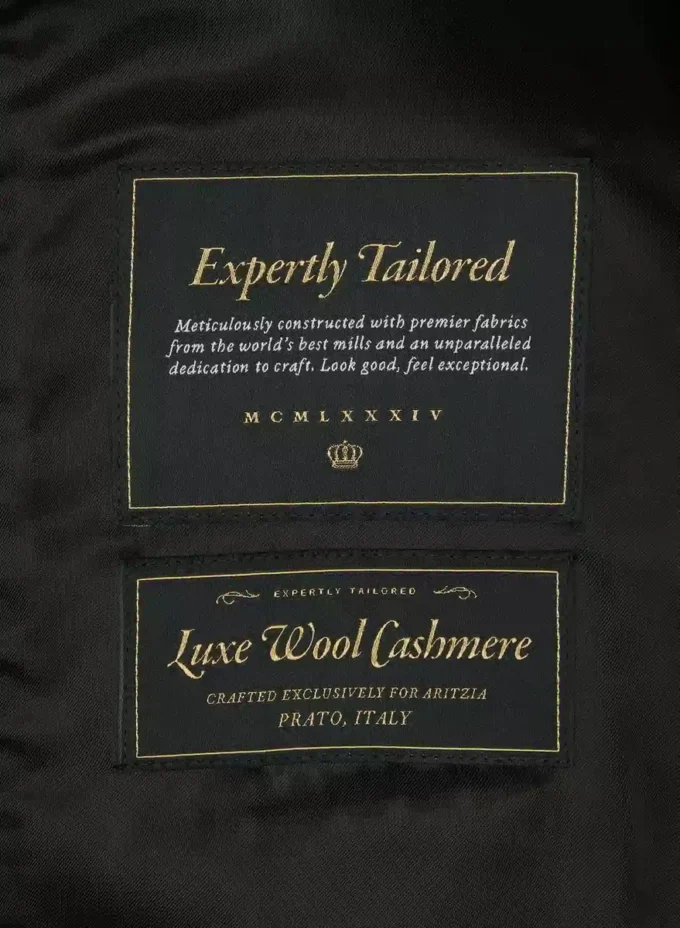 Expertly Tailored
Meticulously constructed with premier fabrics
from the world's best mills and an unparalleled
dedication to craft. Look good, feel exceptional.
MCMLXXXIV
EXPERTLY TAILORED
Luxe Wool Cashmere
CRAFTED EXCLUSIVELY FOR ARITZIA
PRATO, ITALY